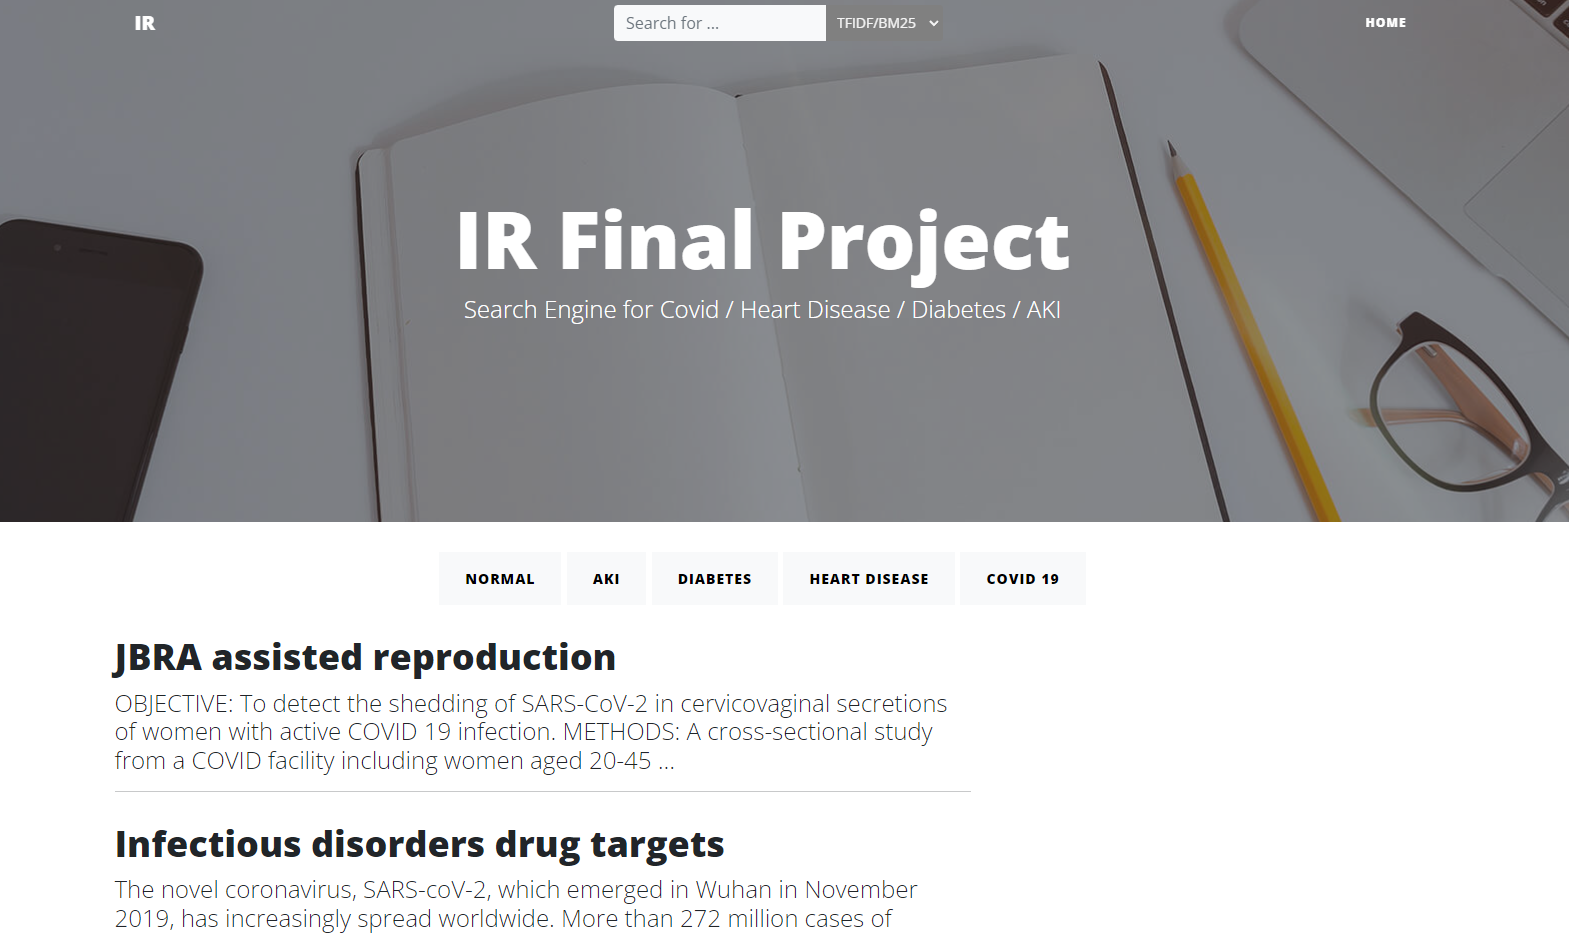 IR
Search for ...
TFIDF/BM25
HOME
IR Final Project
Search Engine for Covid / Heart Disease / Diabetes / AKI
NORMAL
AKI
DIABETES
HEART DISEASE
COVID 19
JBRA assisted reproduction
OBJECTIVE: To detect the shedding of SARS-CoV-2 in cervicovaginal secretions
of women with active COVID 19 infection. METHODS: A cross-sectional study
from a COVID facility including women aged 20-45 ...
Infectious disorders drug targets
The novel coronavirus, SARS-coV-2, which emerged in Wuhan in November
2019, has increasingly spread worldwide. More than 272 million cases of